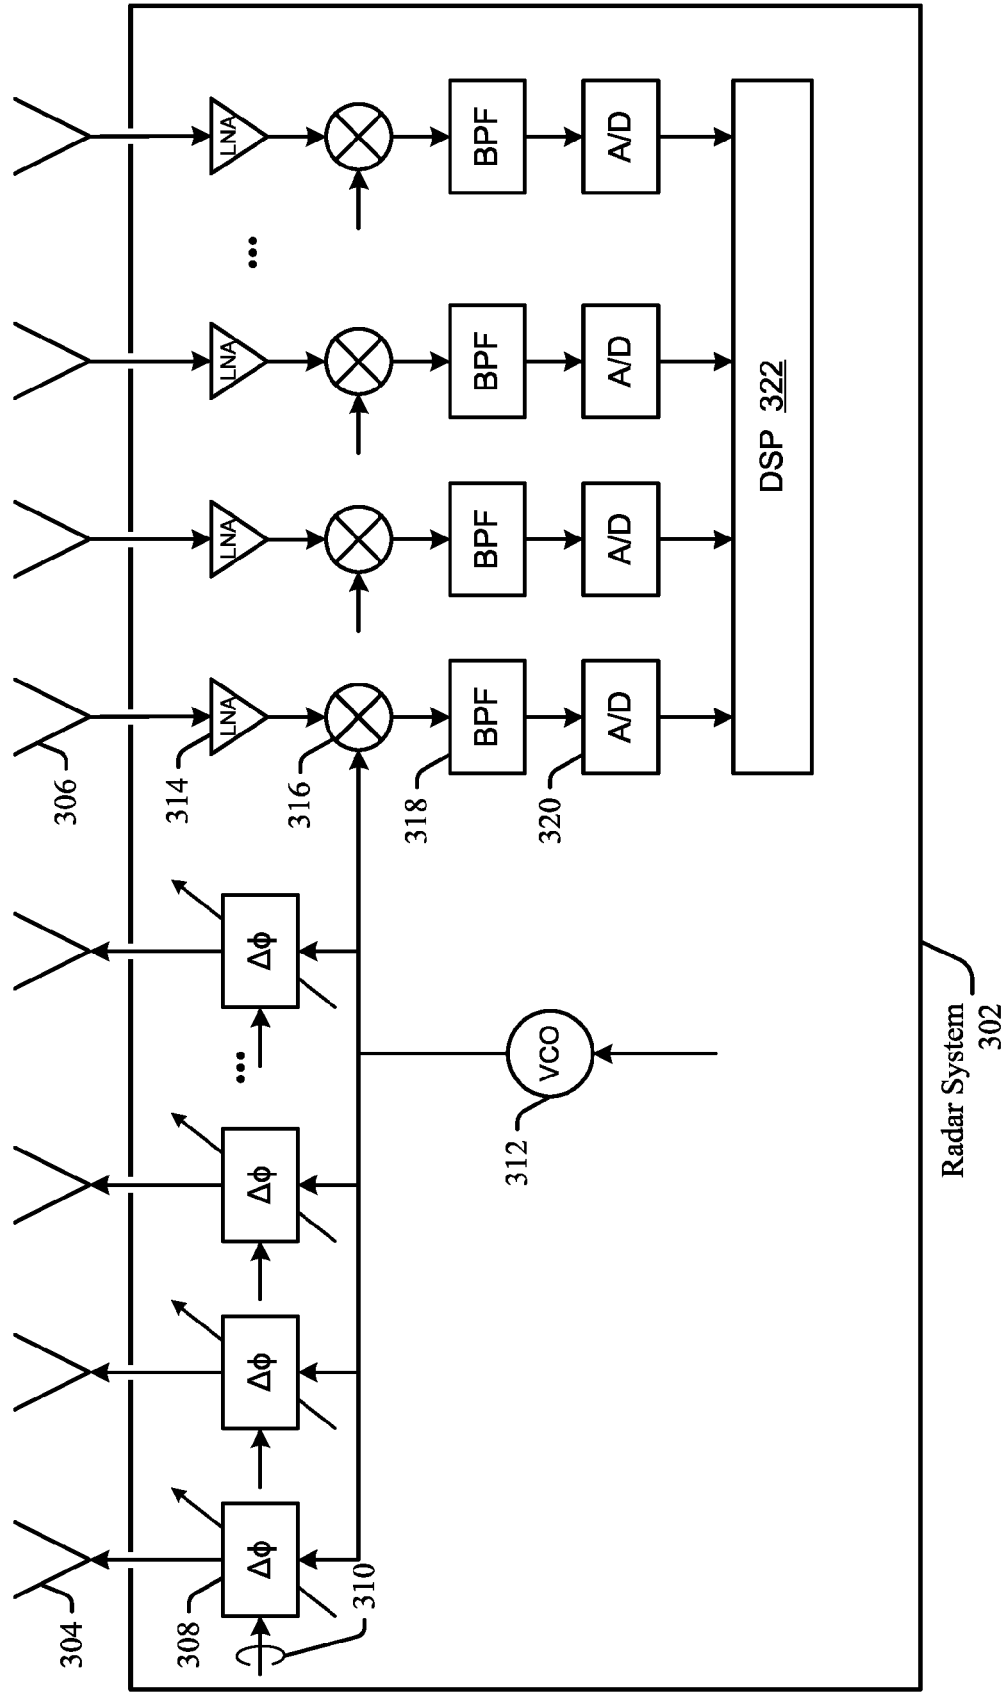 304
306
308
Δϕ
Δϕ
Δϕ
...
Δϕ
314
LNA
LNA
LNA
...
LNA
310
316
312
VCO
318
BPF
BPF
BPF
BPF
320
A/D
A/D
A/D
A/D
DSP 322
Radar System
302